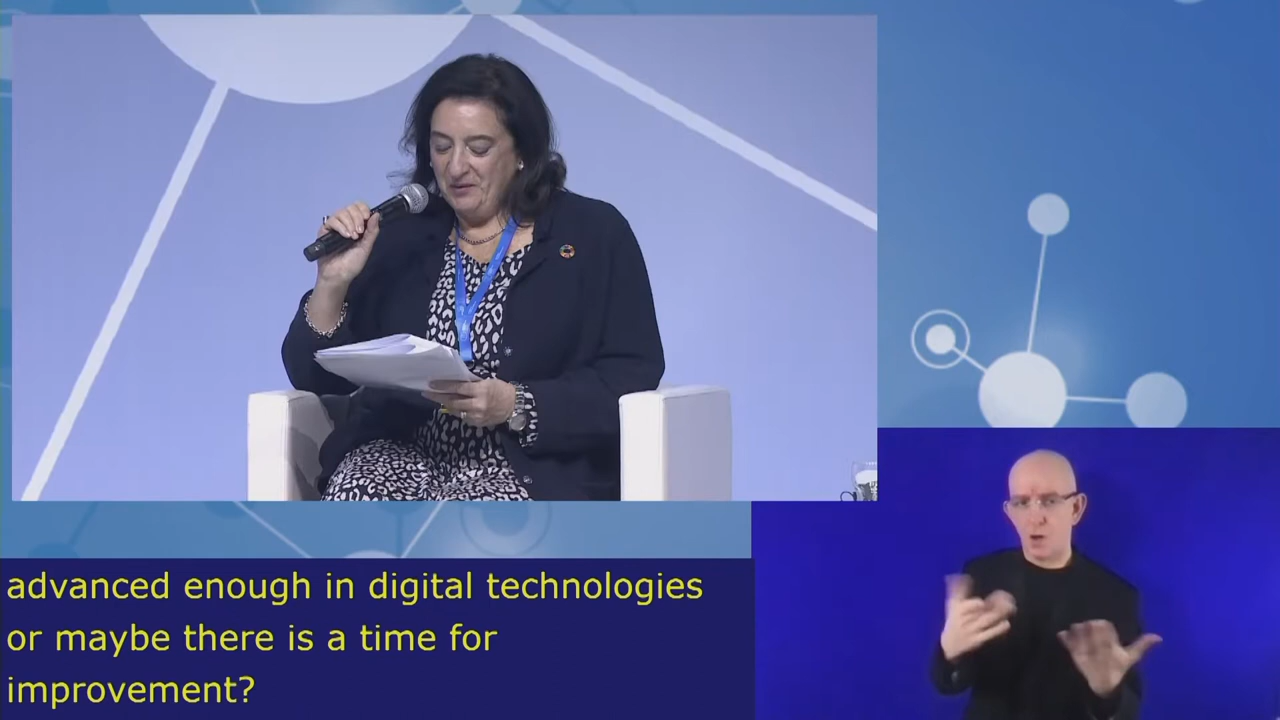 advanced enough in digital technologies
or maybe there is a time for
improvement?